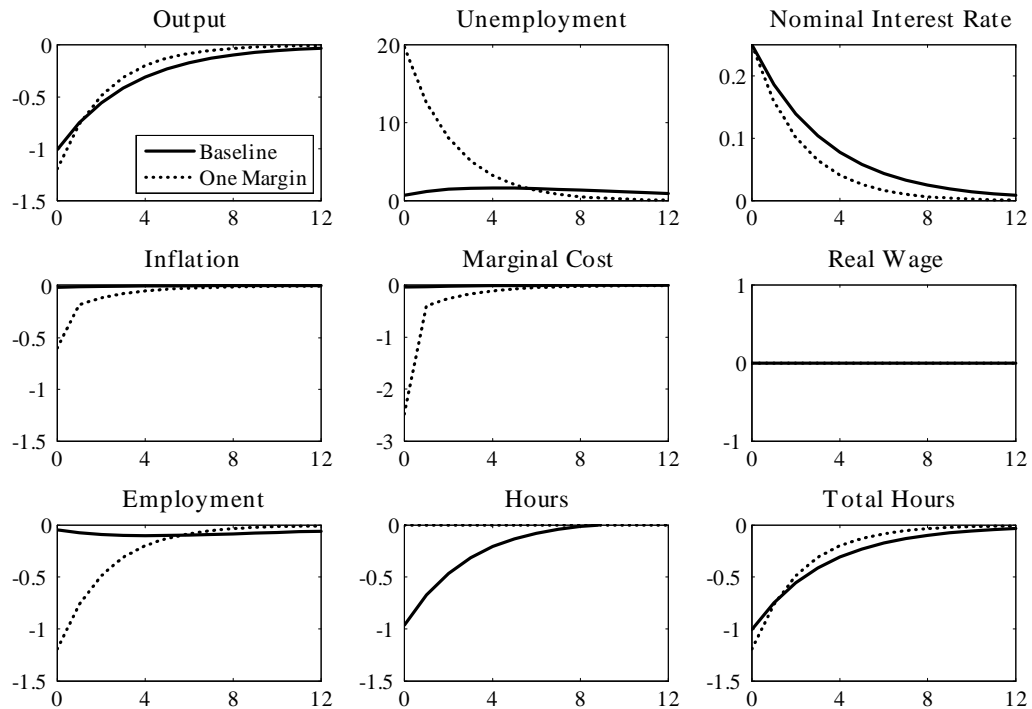 Output
Unemployment
Nominal Interest Rate
0
-0.5
-1
-1.5
Baseline
One Margin
0 4 8 12
20
10
0
0 4 8 12
0.2
0.1
0
0 4 8 12
Inflation
Marginal Cost
Real Wage
0
-0.5
-1
-1.5
0 4 8 12
0
-1
-2
-3
0 4 8 12
1
0
-1
0 4 8 12
Employment
Hours
Total Hours
0
-0.5
-1
-1.5
0 4 8 12
0
-0.5
-1
-1.5
0 4 8 12
0
-0.5
-1
-1.5
0 4 8 12